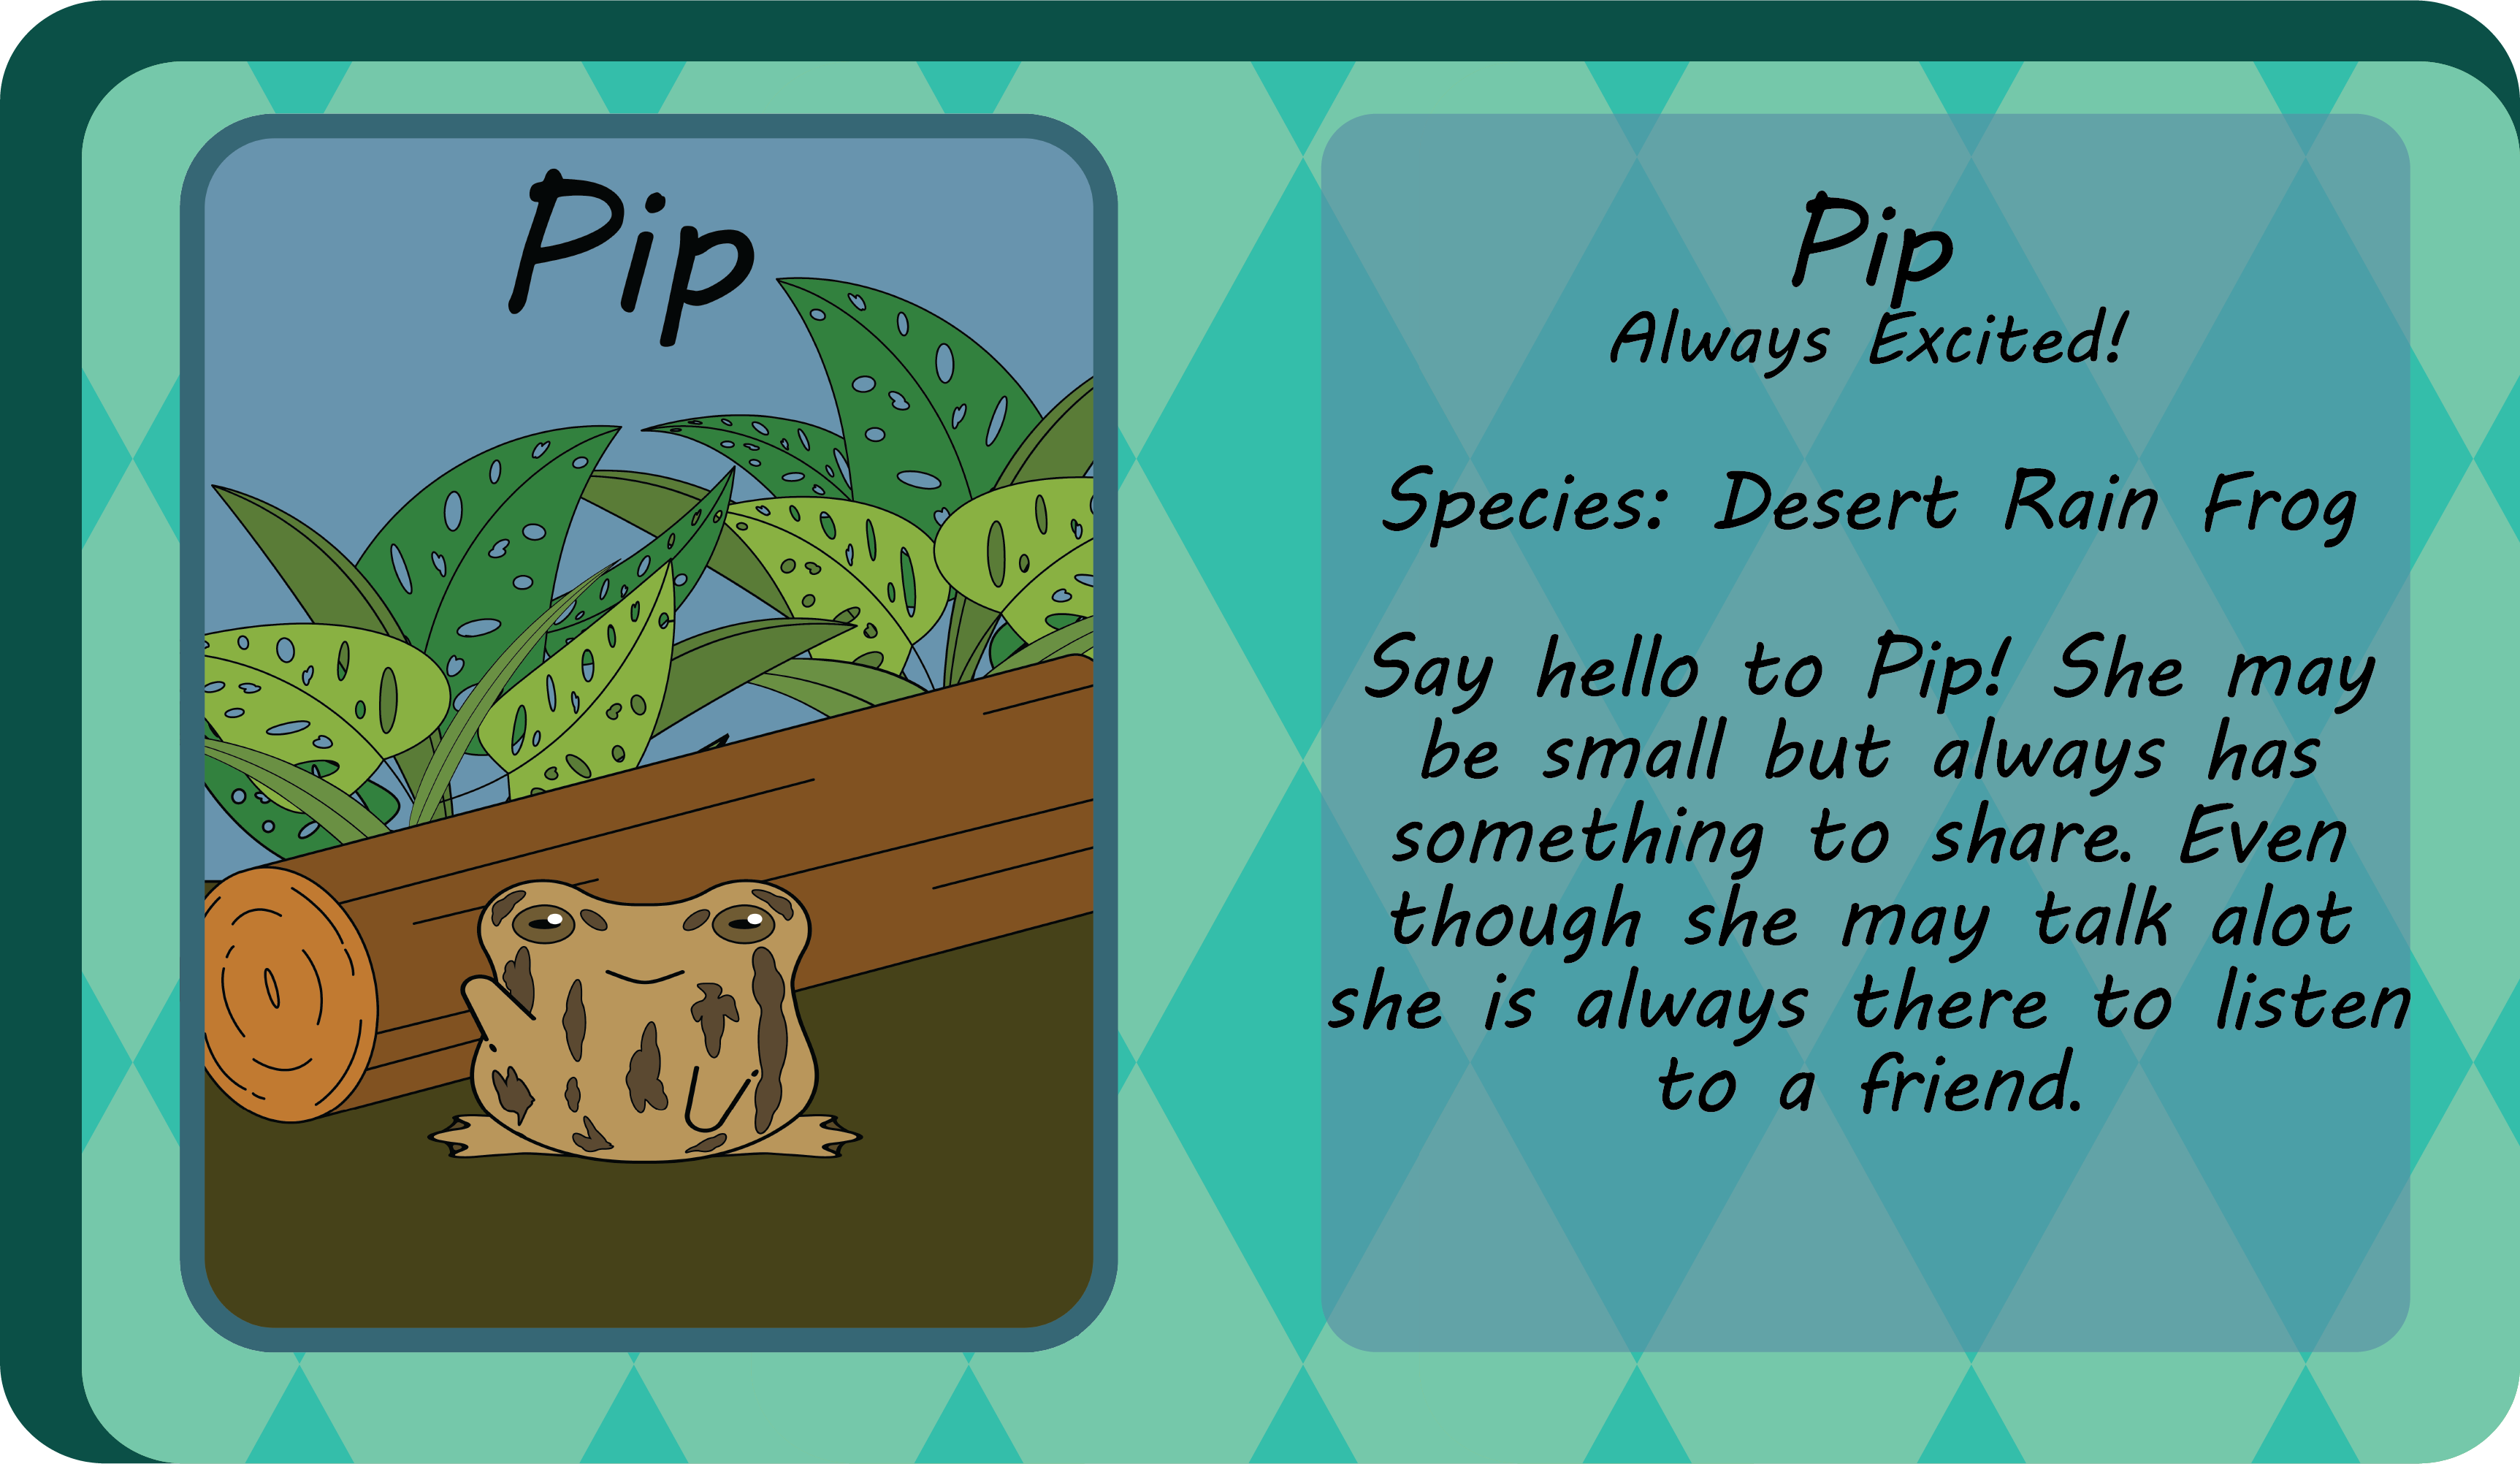 Pip
Pip
Always Excited!
Species: Desert Rain Frog
Say hello to Pip! She may
be small but always has
something to share. Even
though she may talk alot
she is always there to listen
to a friend.